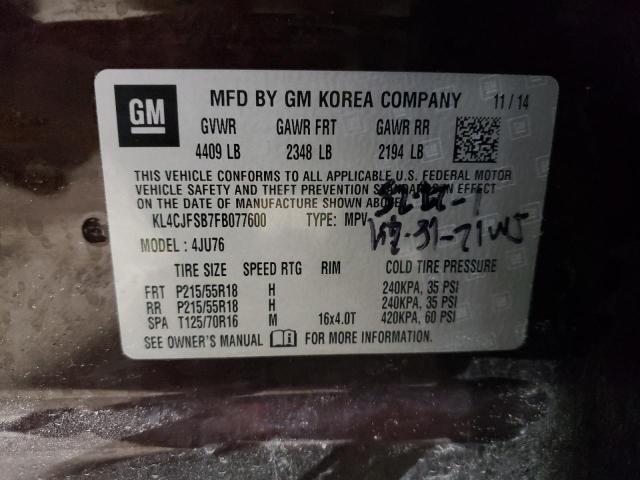 GM MFD BY GM KOREA COMPANY 11/14
GVWR GAWR FRT GAWR RR
4409 LB 2348 LB 2194 LB
THIS VEHICLE CONFORMS TO ALL APPLICABLE U.S. FEDERAL MOTOR
VEHICLE SAFETY AND THEFT PREVENTION STANDARDS IN EFFECT
ON THE DATE OF MANUFACTURE SHOWN ABOVE.
KL4CJFSB7FB077600 TYPE: MPV
MODEL : 4JU76
TIRE SIZE SPEED RTG RIM COLD TIRE PRESSURE
FRT P215/55R18 H 240KPA, 35 PSI
RR P215/55R18 H 240KPA, 35 PSI
SPA T125/70R16 M 16x4.0T 420KPA, 60 PSI
SEE OWNER'S MANUAL FOR MORE INFORMATION.